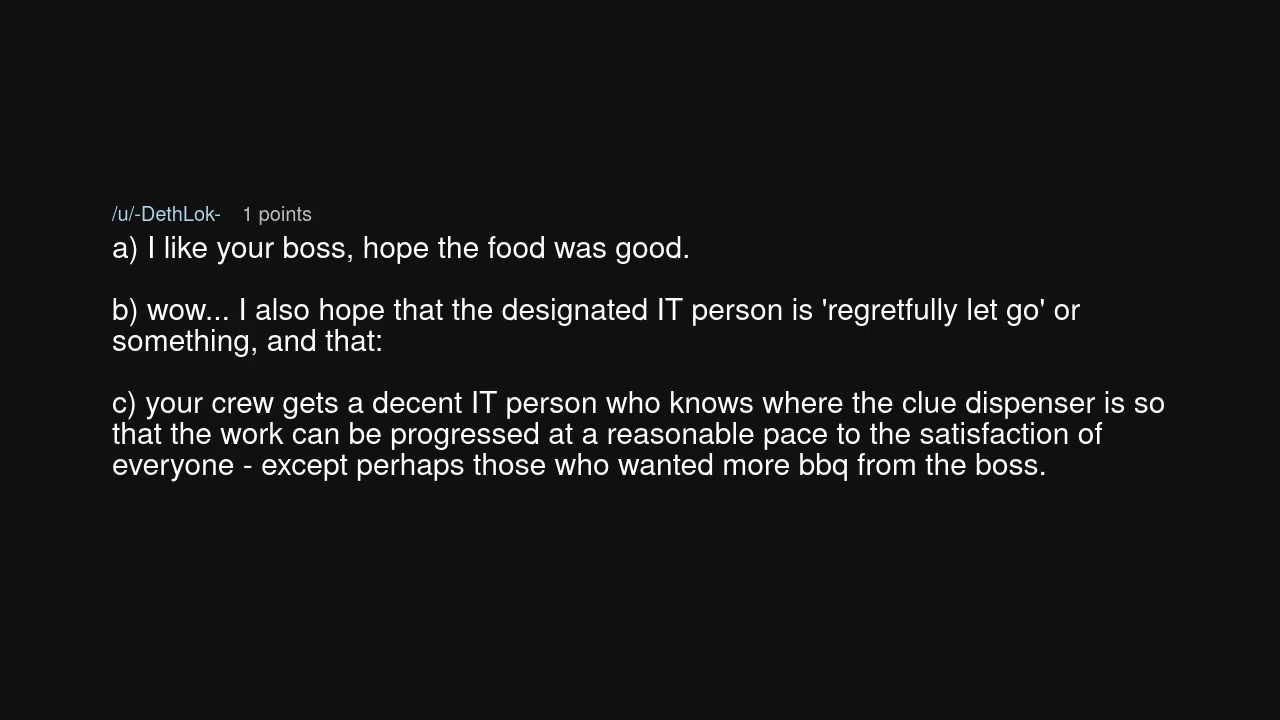 /u/-DethLok- 1 points
a) I like your boss, hope the food was good.
b) wow... I also hope that the designated IT person is 'regretfully let go' or
something, and that:
c) your crew gets a decent IT person who knows where the clue dispenser is so
that the work can be progressed at a reasonable pace to the satisfaction of
everyone - except perhaps those who wanted more bbq from the boss.